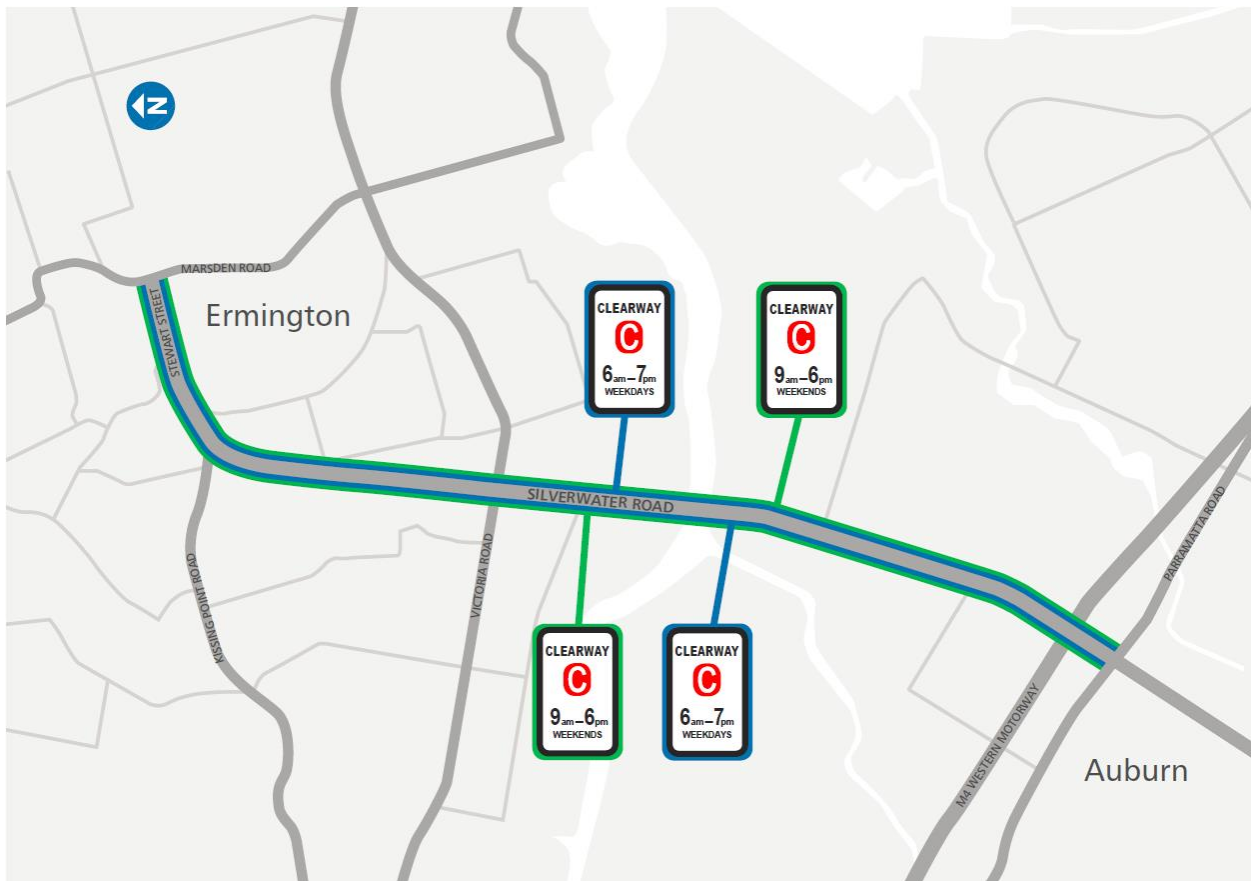 N
MARSDEN ROAD
Ermington
STEWART STREET
CLEARWAY
C
6am–7pm
WEEKDAYS
CLEARWAY
C
9am–6pm
WEEKENDS
SILVERWATER ROAD
PARRAMATTA ROAD
KISSING POINT ROAD
VICTORIA ROAD
CLEARWAY
C
9am–6pm
WEEKENDS
CLEARWAY
C
6am–7pm
WEEKDAYS
M4 WESTERN MOTORWAY
Auburn